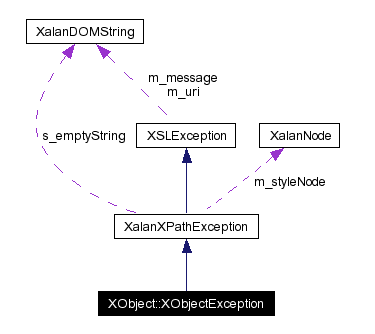 XalanDOMString
m_message
m_uri
s_emptyString
XSLException
XalanNode
m_styleNode
XalanXPathException
XObject::XObjectException